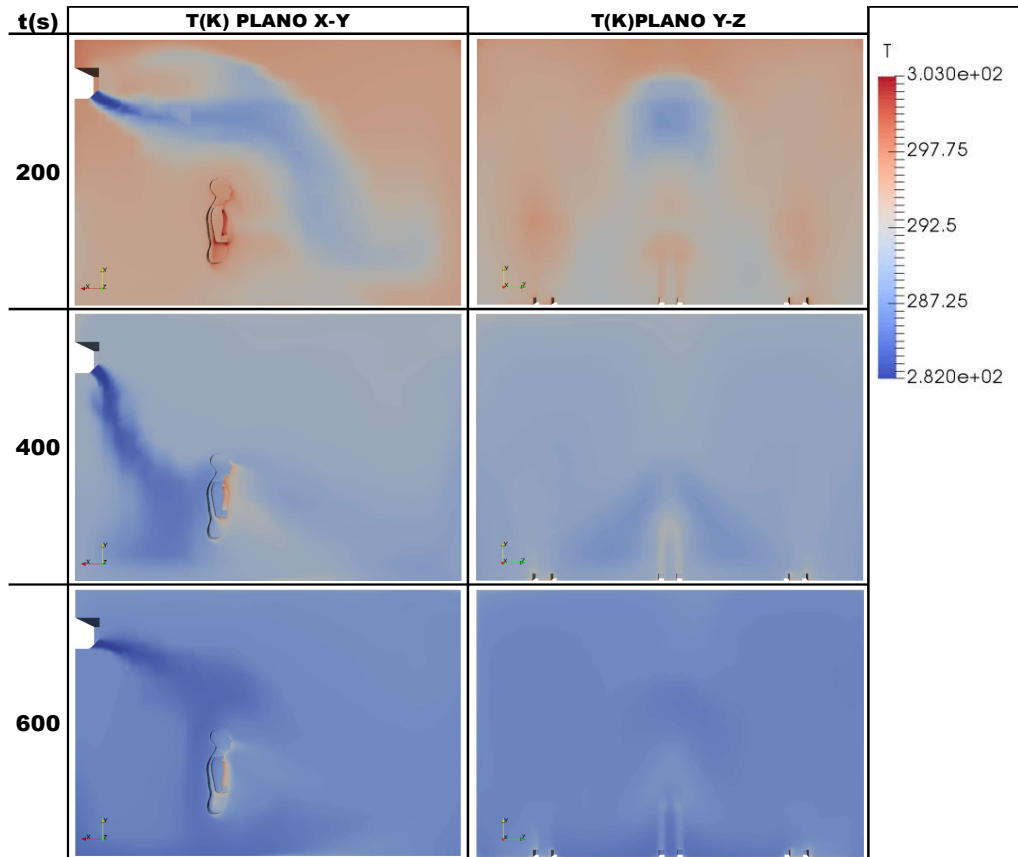 t(s) T(K) PLANO X-Y T(K)PLANO Y-Z
T
3.030e+02
297.75
292.5
287.25
2.820e+02
200
Y
X
Z
Y
X
Z
400
Y
X
Z
Y
X
Z
600
Y
X
Z
Y
X
Z